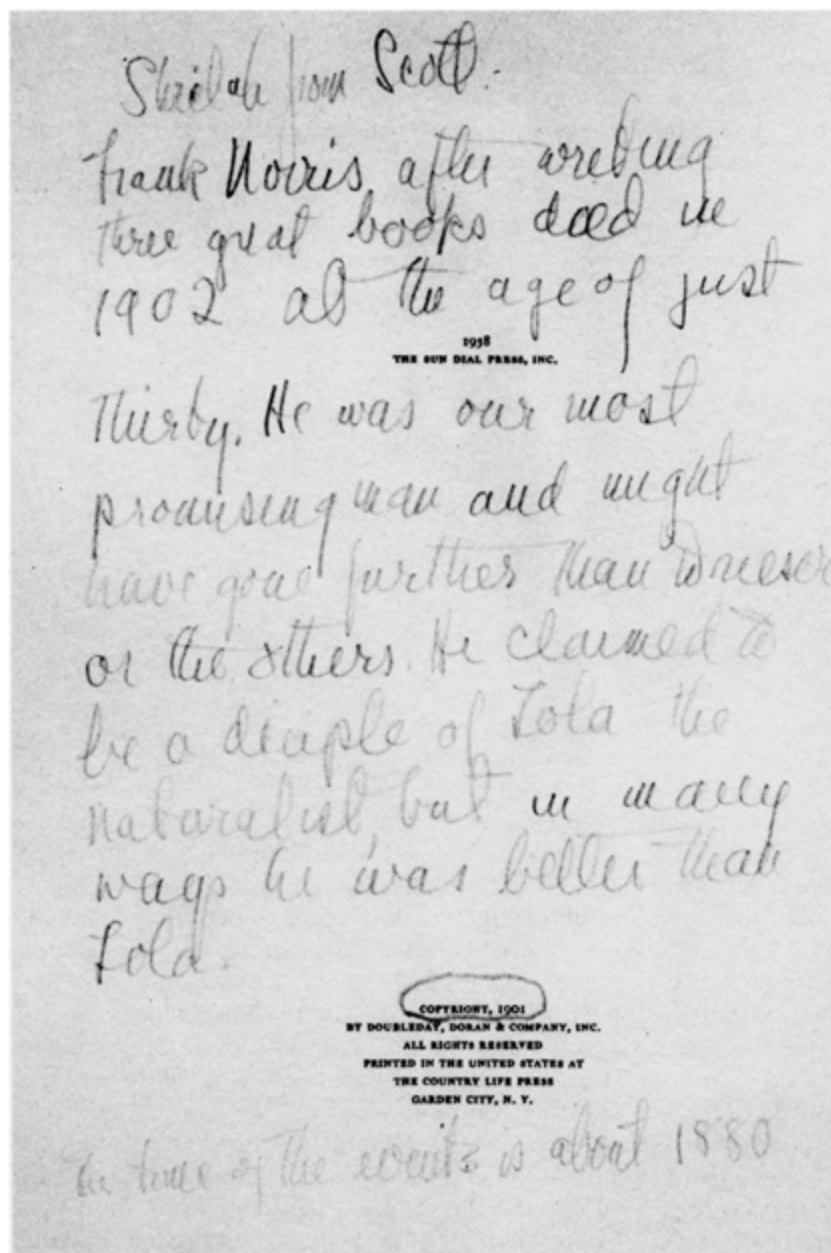 Sheilah from Scott.
Frank Norris after writing
three great books died in
1902 at the age of just
1938
THE SUN DIAL PRESS, INC.
thirty. He was our most
promising man and might
have gone further than Drieser
or the others. He claimed to
be a diciple of Zola the
naturalist, but in many
ways he was better than
Zola.
COPYRIGHT, 1901
BY DOUBLEDAY, DORAN & COMPANY, INC.
ALL RIGHTS RESERVED
PRINTED IN THE UNITED STATES AT
THE COUNTRY LIFE PRESS
GARDEN CITY, N. Y.
The time of the events is about 1880